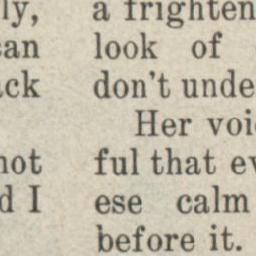 ly,
can
ck
not
d I
a frighten
look of
don't unde
Her voi
ful that ev
ese calm
before it.